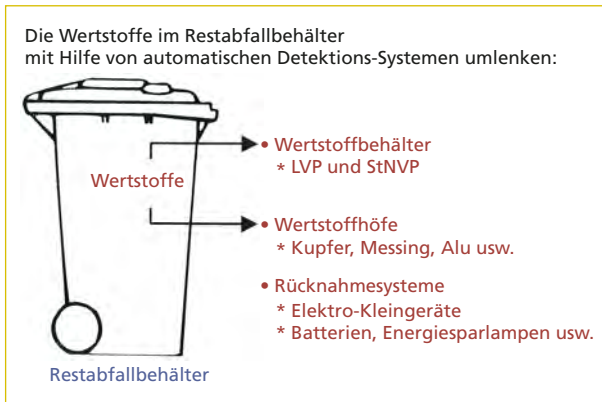 Die Wertstoffe im Restabfallbehälter
mit Hilfe von automatischen Detektions-Systemen umlenken:
Wertstoffe
• Wertstoffbehälter
* LVP und StNVP
• Wertstoffhöfe
* Kupfer, Messing, Alu usw.
• Rücknahmesysteme
* Elektro-Kleingeräte
* Batterien, Energiesparlampen usw.
Restabfallbehälter